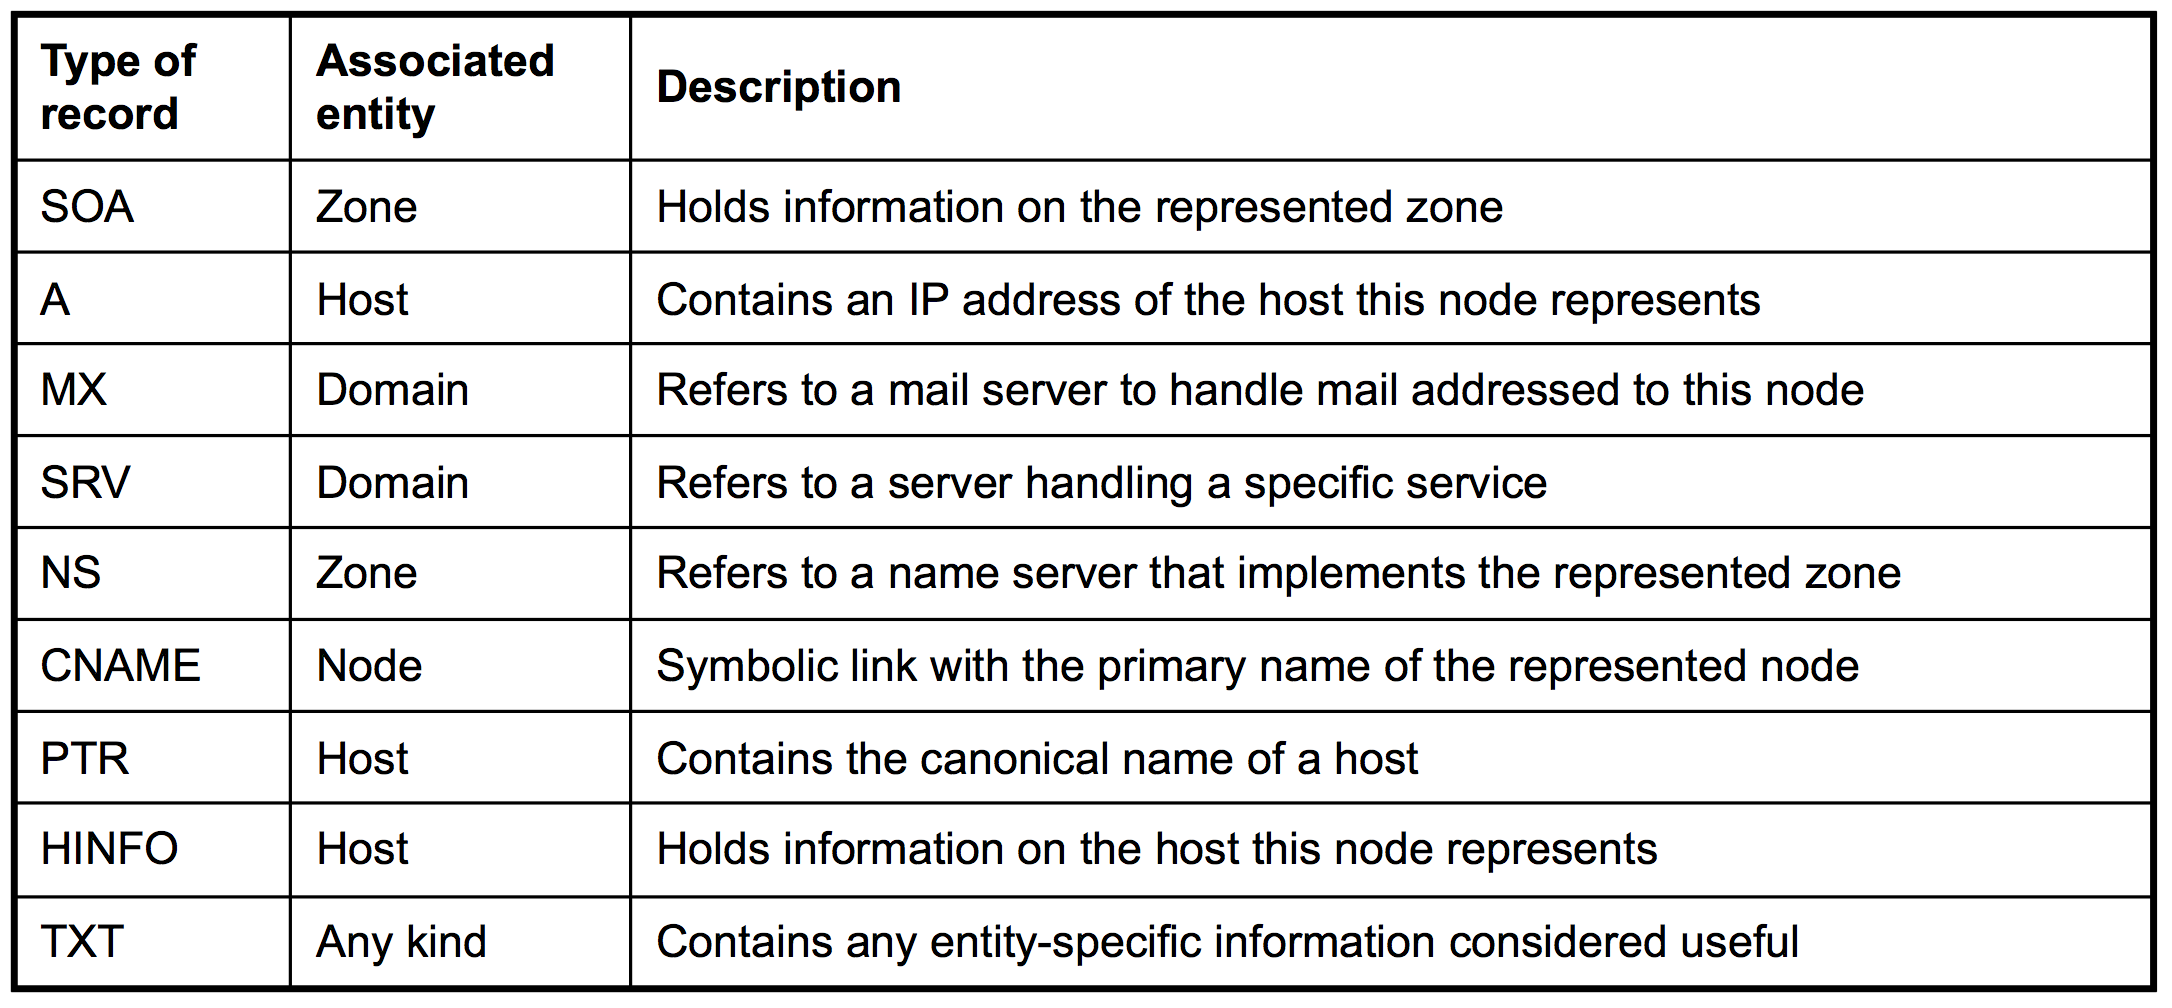 Type of record Associated entity Description
SOA Zone Holds information on the represented zone
A Host Contains an IP address of the host this node represents
MX Domain Refers to a mail server to handle mail addressed to this node
SRV Domain Refers to a server handling a specific service
NS Zone Refers to a name server that implements the represented zone
CNAME Node Symbolic link with the primary name of the represented node
PTR Host Contains the canonical name of a host
HINFO Host Holds information on the host this node represents
TXT Any kind Contains any entity-specific information considered useful